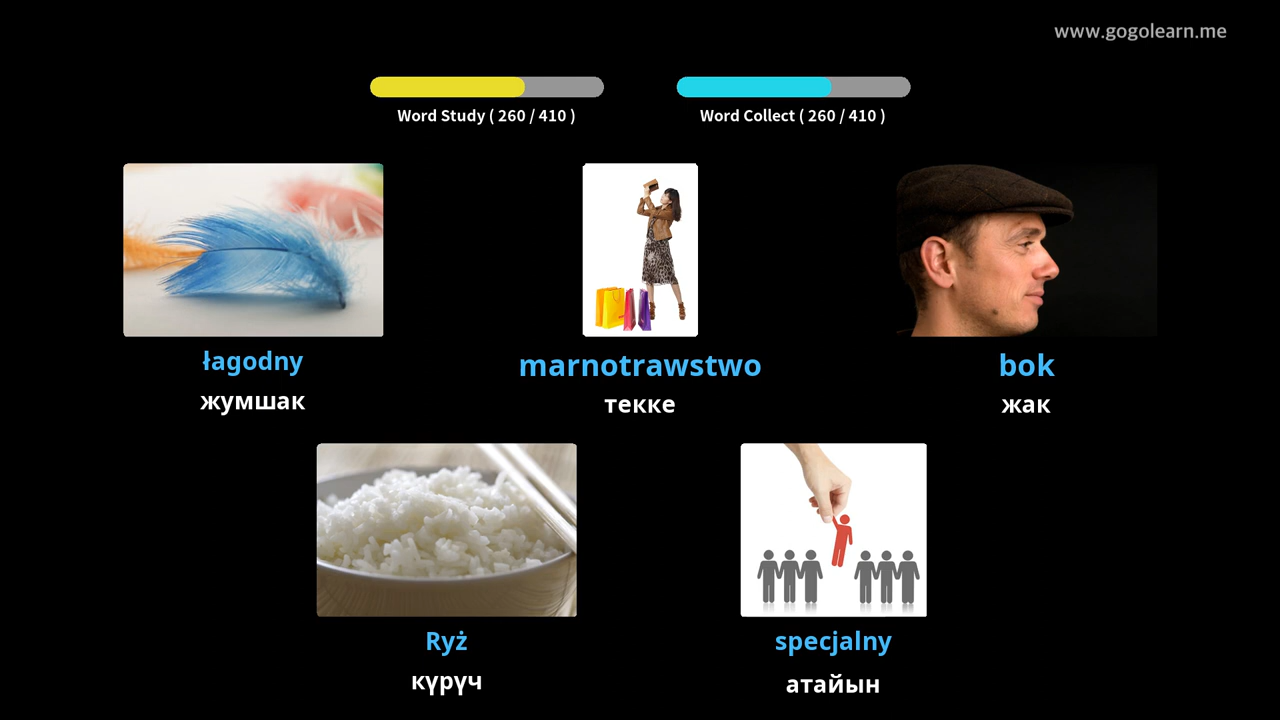 www.gogolearn.me
Word Study ( 260 / 410 )
Word Collect ( 260 / 410 )
łagodny
жумшак
marnotrawstwo
текке
bok
жак
Ryż
күрүч
specjalny
атайын